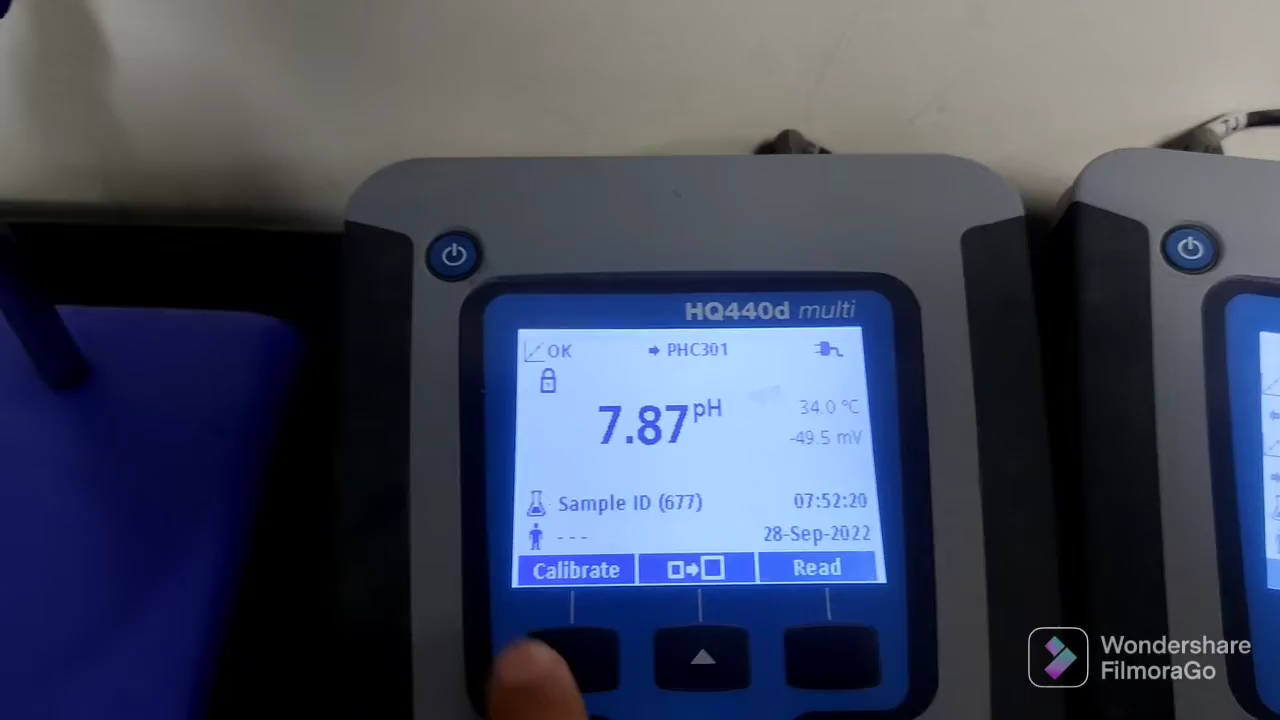 HQ440d multi
OK
PHC301
7.87 pH
34.0 °C
-49.5 mV
Sample ID (677)
07:52:20
---
28-Sep-2022
Calibrate
Read
TJ
Wondershare
FilmoraGo